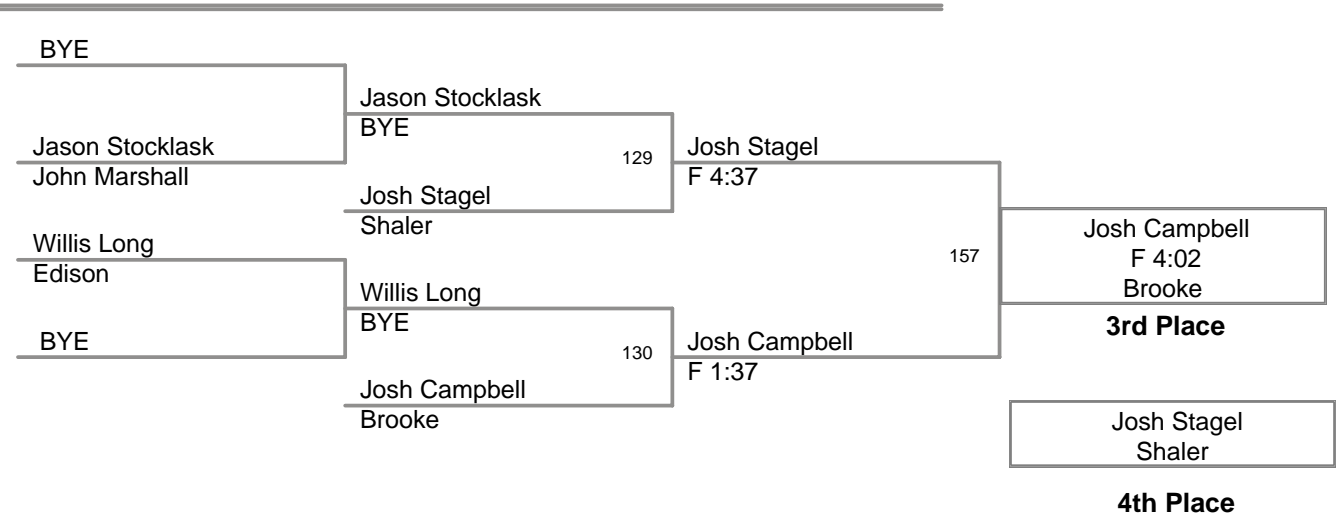 BYE
Jason Stocklask
BYE
Jason Stocklask
John Marshall
129
Josh Stagel
F 4:37
Josh Stagel
Shaler
Willis Long
Edison
157
Josh Campbell
F 4:02
Brooke
3rd Place
Willis Long
BYE
BYE
130
Josh Campbell
F 1:37
Josh Campbell
Brooke
Josh Stagel
Shaler
4th Place